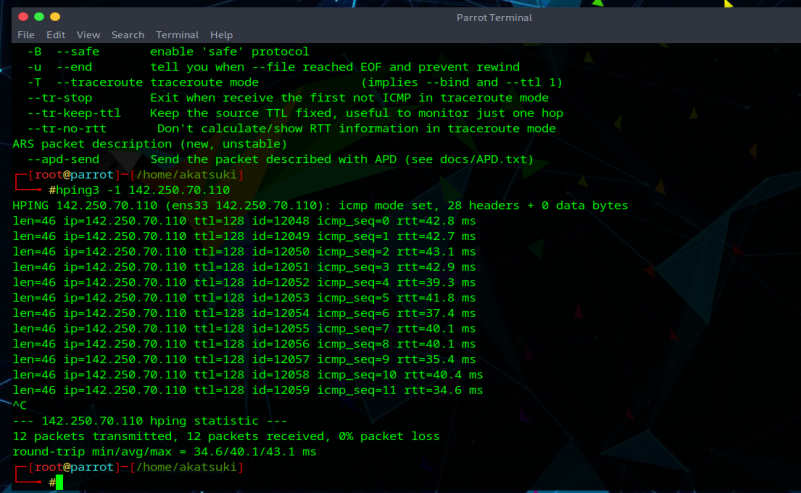 Parrot Terminal
File Edit View Search Terminal Help
-B --safe enable 'safe' protocol
-u --end tell you when --file reached EOF and prevent rewind
-T --traceroute traceroute mode (implies --bind and --ttl 1)
--tr-stop Exit when receive the first not ICMP in traceroute mode
--tr-keep-ttl Keep the source TTL fixed, useful to monitor just one hop
--tr-no-rtt Don't calculate/show RTT information in traceroute mode
ARS packet description (new, unstable)
--apd-send Send the packet described with APD (see docs/APD.txt)
┌─[root@parrot]─[/home/akatsuki]
└──╼ #hping3 -1 142.250.70.110
HPING 142.250.70.110 (ens33 142.250.70.110): icmp mode set, 28 headers + 0 data bytes
len=46 ip=142.250.70.110 ttl=128 id=12048 icmp_seq=0 rtt=42.8 ms
len=46 ip=142.250.70.110 ttl=128 id=12049 icmp_seq=1 rtt=42.7 ms
len=46 ip=142.250.70.110 ttl=128 id=12050 icmp_seq=2 rtt=43.1 ms
len=46 ip=142.250.70.110 ttl=128 id=12051 icmp_seq=3 rtt=42.9 ms
len=46 ip=142.250.70.110 ttl=128 id=12052 icmp_seq=4 rtt=39.3 ms
len=46 ip=142.250.70.110 ttl=128 id=12053 icmp_seq=5 rtt=41.8 ms
len=46 ip=142.250.70.110 ttl=128 id=12054 icmp_seq=6 rtt=37.4 ms
len=46 ip=142.250.70.110 ttl=128 id=12055 icmp_seq=7 rtt=40.1 ms
len=46 ip=142.250.70.110 ttl=128 id=12056 icmp_seq=8 rtt=40.1 ms
len=46 ip=142.250.70.110 ttl=128 id=12057 icmp_seq=9 rtt=35.4 ms
len=46 ip=142.250.70.110 ttl=128 id=12058 icmp_seq=10 rtt=40.4 ms
len=46 ip=142.250.70.110 ttl=128 id=12059 icmp_seq=11 rtt=34.6 ms
^C
--- 142.250.70.110 hping statistic ---
12 packets transmitted, 12 packets received, 0% packet loss
round-trip min/avg/max = 34.6/40.1/43.1 ms
┌─[root@parrot]─[/home/akatsuki]
└──╼ #